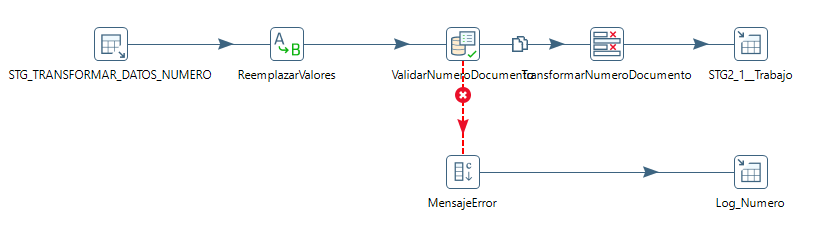 A
B
STG_TRANSFORMAR_DATOS_NUMERO
ReemplazarValores
ValidarNumeroDocumento
TransformarNumeroDocumento
STG2_1__Trabajo
C
MensajeError
Log_Numero